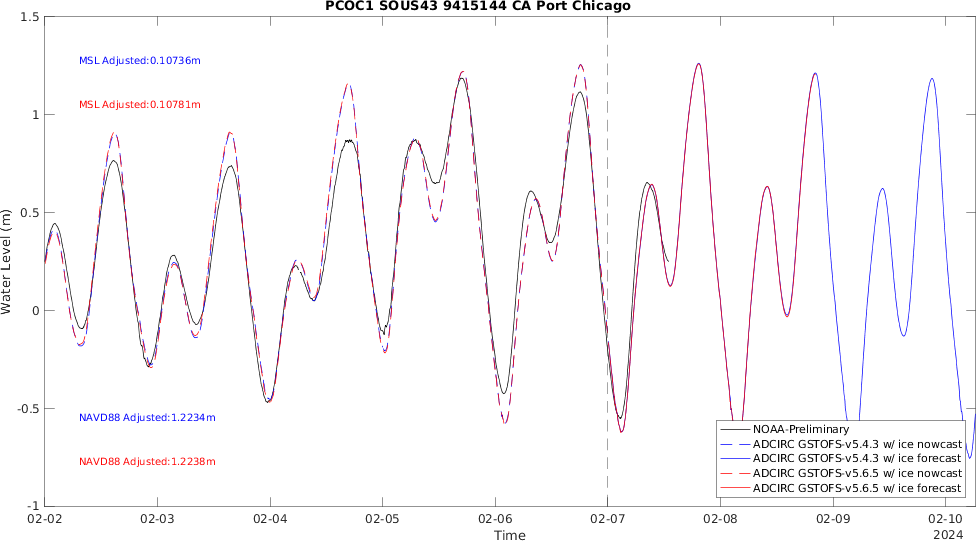 PCOC1 SOUS43 9415144 CA Port Chicago
1.5
MSL Adjusted:0.10736m
MSL Adjusted:0.10781m
1
0.5
Water Level (m)
0
-0.5
NAVD88 Adjusted:1.2234m
NAVD88 Adjusted:1.2238m
NOAA-Preliminary
ADCIRC GSTOFS-v5.4.3 w/ ice nowcast
ADCIRC GSTOFS-v5.4.3 w/ ice forecast
ADCIRC GSTOFS-v5.6.5 w/ ice nowcast
ADCIRC GSTOFS-v5.6.5 w/ ice forecast
-1
02-02 02-03 02-04 02-05 02-06 02-07 02-08 02-09 02-10
Time
2024